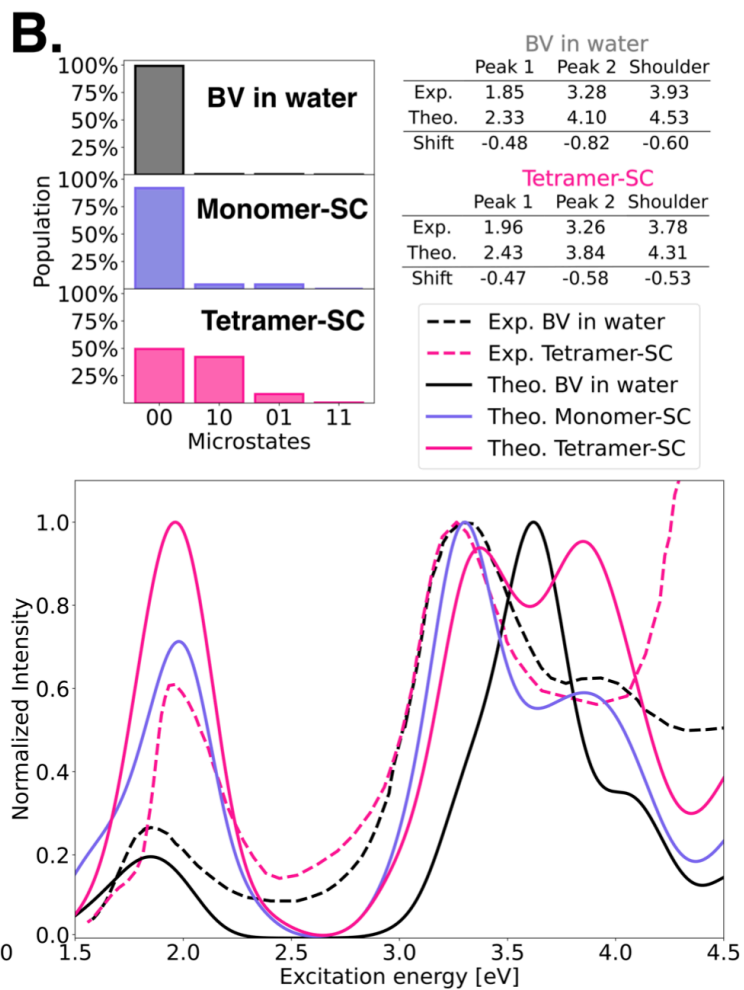 B.
100%
75%
50%
25%
BV in water
100%
75%
50%
25%
Monomer-SC
100%
75%
50%
25%
Tetramer-SC
Population
00 10 01 11
Microstates
BV in water
Peak 1 Peak 2 Shoulder
Exp. 1.85 3.28 3.93
Theo. 2.33 4.10 4.53
Shift -0.48 -0.82 -0.60
Tetramer-SC
Peak 1 Peak 2 Shoulder
Exp. 1.96 3.26 3.78
Theo. 2.43 3.84 4.31
Shift -0.47 -0.58 -0.53
Exp. BV in water
Exp. Tetramer-SC
Theo. BV in water
Theo. Monomer-SC
Theo. Tetramer-SC
Normalized Intensity
1.0
0.8
0.6
0.4
0.2
0.0
0 1.5 2.0 2.5 3.0 3.5 4.0 4.5
Excitation energy [eV]